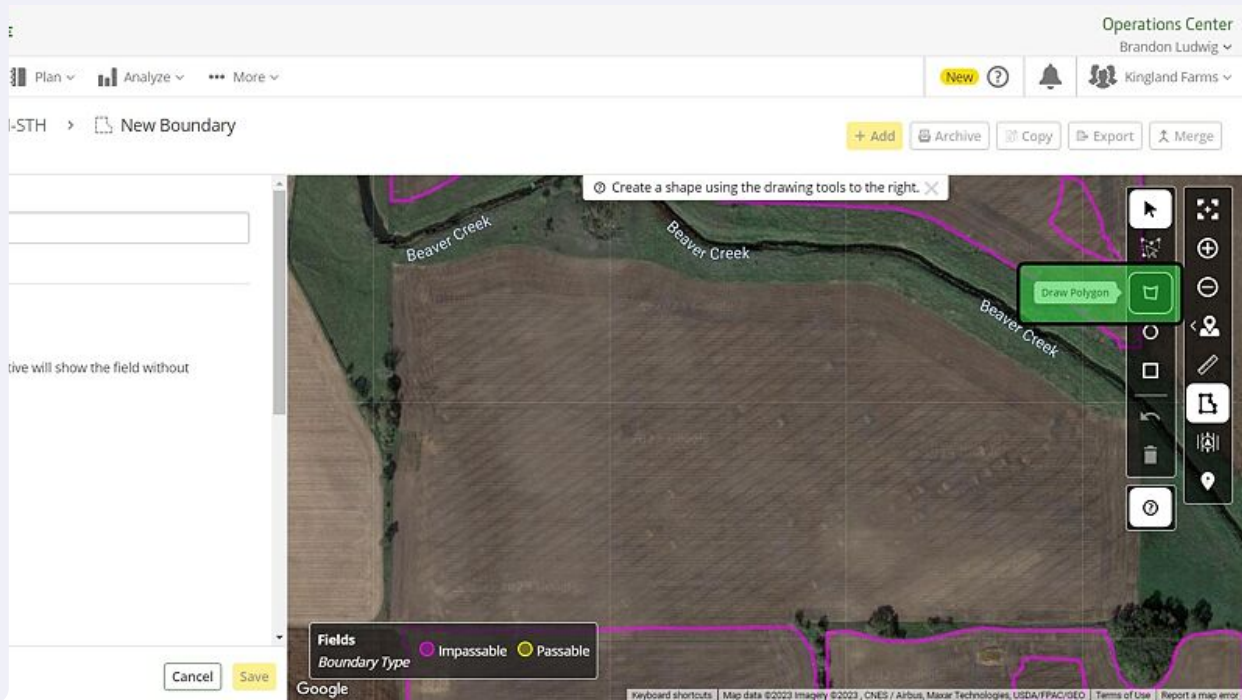 Operations Center
Brandon Ludwig
Plan
Analyze
••• More
New
Kingland Farms
I-STH > New Boundary
+ Add
Archive
Copy
Export
Merge
Create a shape using the drawing tools to the right.
Beaver Creek
Beaver Creek
Draw Polygon
Beaver Creek
tive will show the field without
Fields
Boundary Type
Impassable
Passable
Cancel
Save
Google
Keyboard shortcuts
Map data ©2023 Imagery ©2023 , CNES / Airbus, Maxar Technologies, USDA/FPAC/GEO
Terms of Use
Report a map error